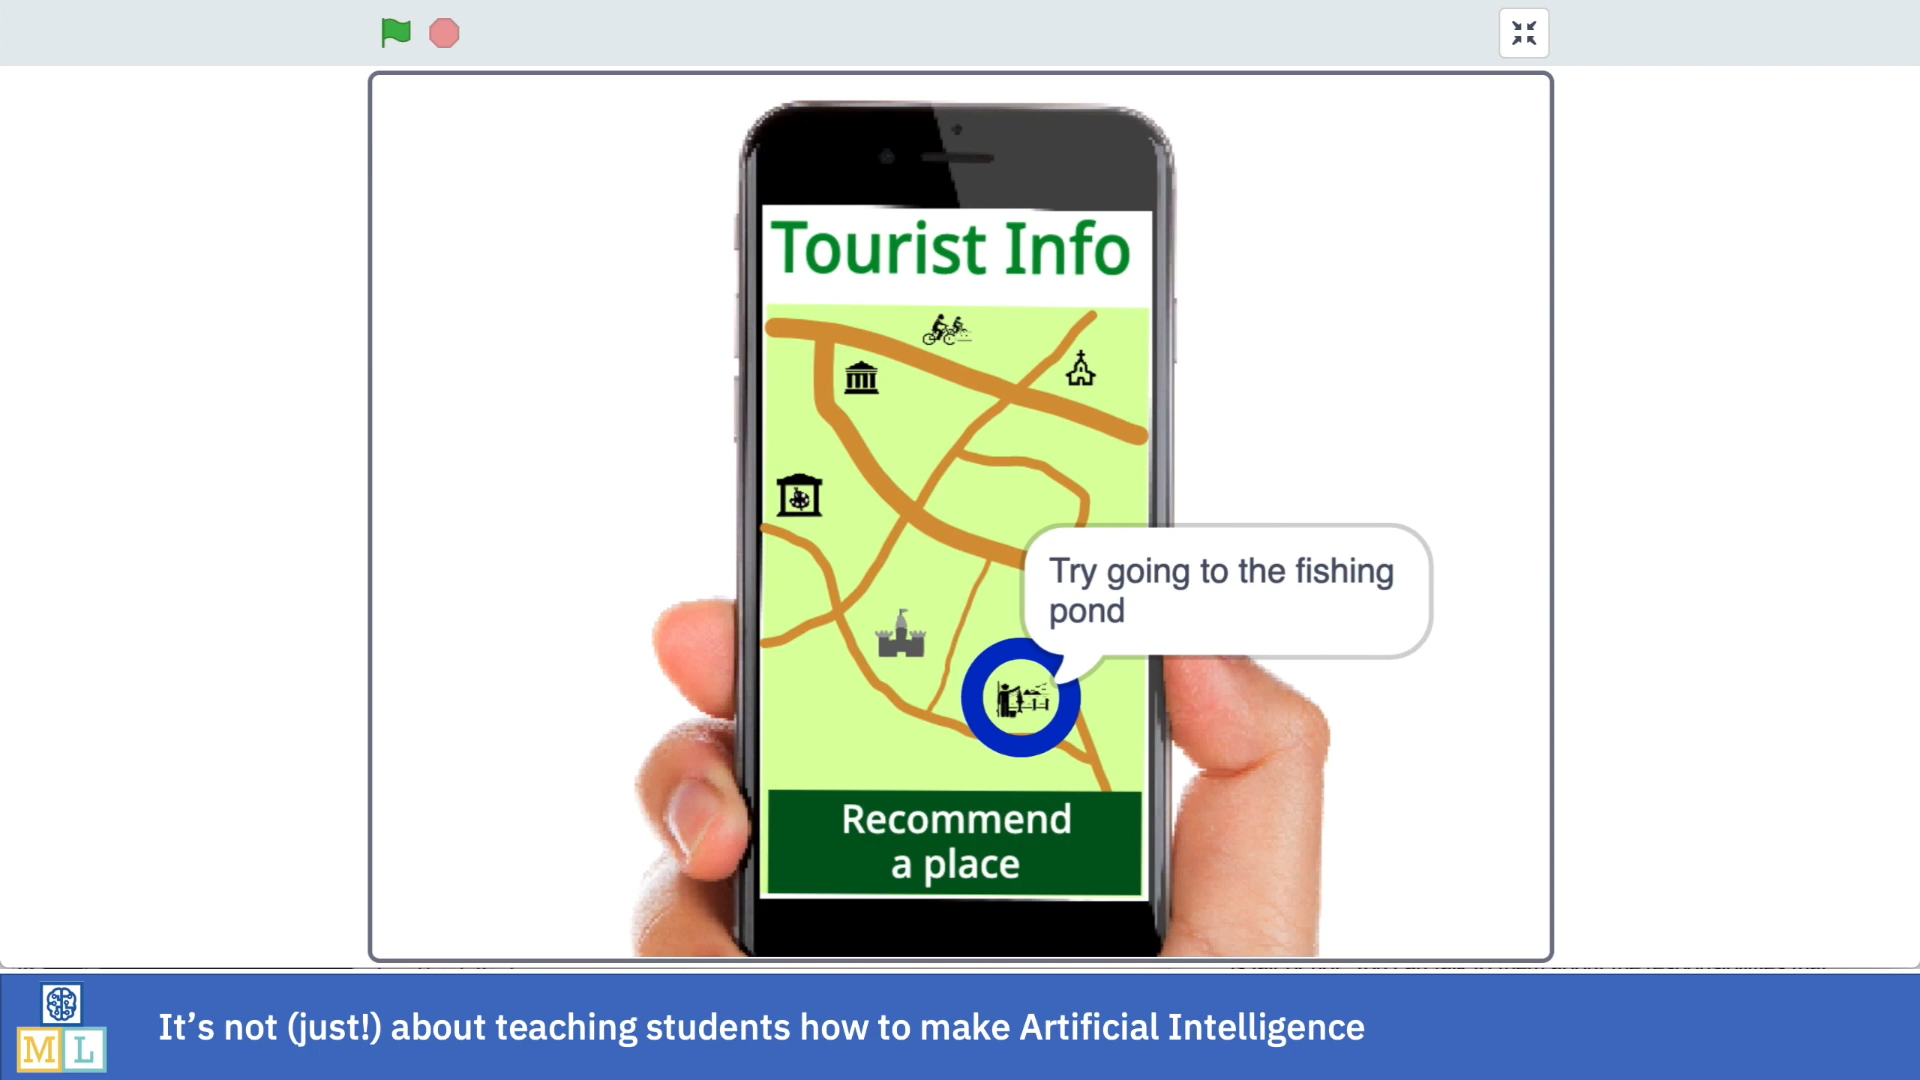 Tourist Info
Try going to the fishing
pond
Recommend
a place
It’s not (just!) about teaching students how to make Artificial Intelligence
M L